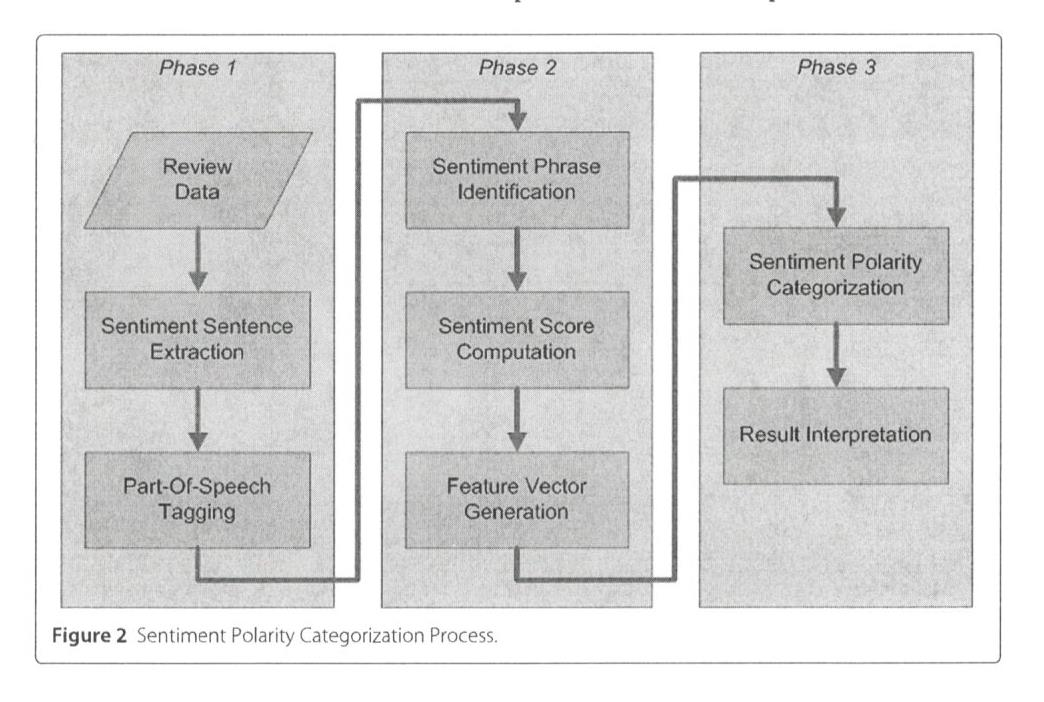 Phase 1
Review
Data
Sentiment Sentence
Extraction
Part-Of-Speech
Tagging
Phase 2
Sentiment Phrase
Identification
Sentiment Score
Computation
Feature Vector
Generation
Phase 3
Sentiment Polarity
Categorization
Result Interpretation
Figure 2 Sentiment Polarity Categorization Process.